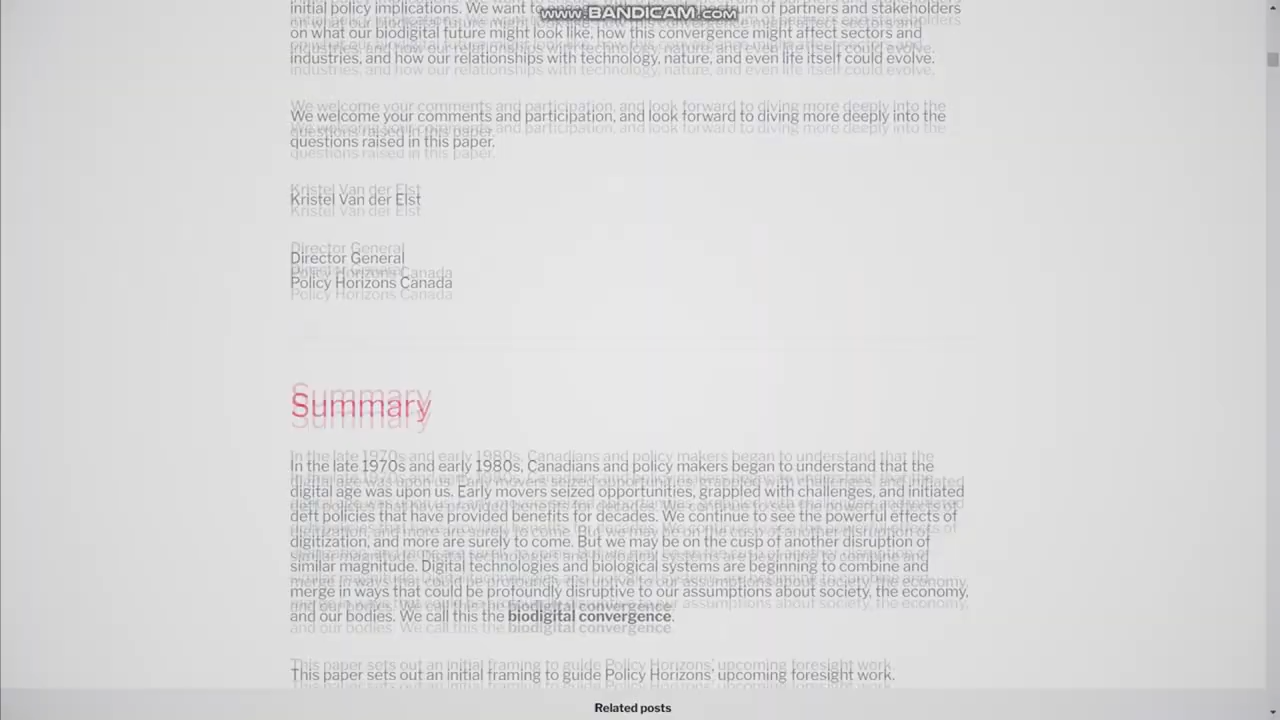 www.BANDICAM.com
initial policy implications. We want to of partners and stakeholders
on what our biodigital future might look like, how this convergence might affect sectors and
industries, and how our relationships with technology, nature, and even life itself could evolve.
We welcome your comments and participation, and look forward to diving more deeply into the
questions raised in this paper.
Kristel Van der Elst
Director General
Policy Horizons Canada
Summary
In the late 1970s and early 1980s, Canadians and policy makers began to understand that the
digital age was upon us. Early movers seized opportunities, grappled with challenges, and initiated
deft policies that have provided benefits for decades. We continue to see the powerful effects of
digitization, and more are surely to come. But we may be on the cusp of another disruption of
similar magnitude. Digital technologies and biological systems are beginning to combine and
merge in ways that could be profoundly disruptive to our assumptions about society, the economy,
and our bodies. We call this the biodigital convergence.
This paper sets out an initial framing to guide Policy Horizons' upcoming foresight work.
Related posts